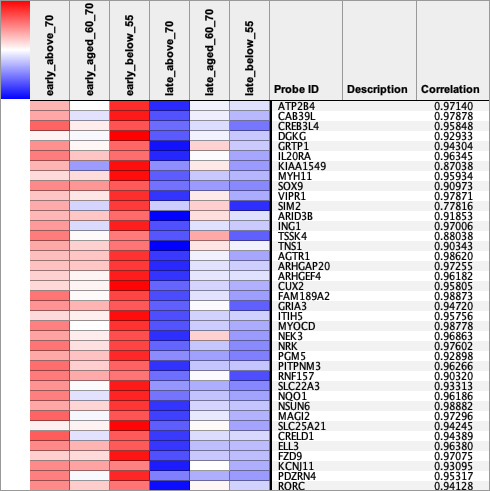 early_above_70
early_aged_60_70
early_below_55
late_above_70
late_aged_60_70
late_below_55
Probe ID Description Correlation
ATP2B4 0.97140
CAB39L 0.97878
CREB3L4 0.95848
DGKG 0.92933
GRTP1 0.94304
IL20RA 0.96345
KIAA1549 0.87038
MYH11 0.95934
SOX9 0.90973
VIPR1 0.97871
SIM2 0.77816
ARID3B 0.91853
ING1 0.97006
TSSK4 0.88038
TNS1 0.90343
AGTR1 0.98620
ARHGAP20 0.97255
ARHGEF4 0.96182
CUX2 0.95805
FAM189A2 0.98873
GRIA3 0.94720
ITIH5 0.95756
MYOCD 0.98778
NEK3 0.96863
NRK 0.97602
PGM5 0.92898
PITPNM3 0.96266
RNF157 0.90320
SLC22A3 0.93313
NQO1 0.96186
NSUN6 0.98882
MAGI2 0.97296
SLC25A21 0.94245
CRELD1 0.94389
ELL3 0.96380
FZD9 0.97075
KCNJ11 0.93095
PDZRN4 0.95317
RORC 0.94128